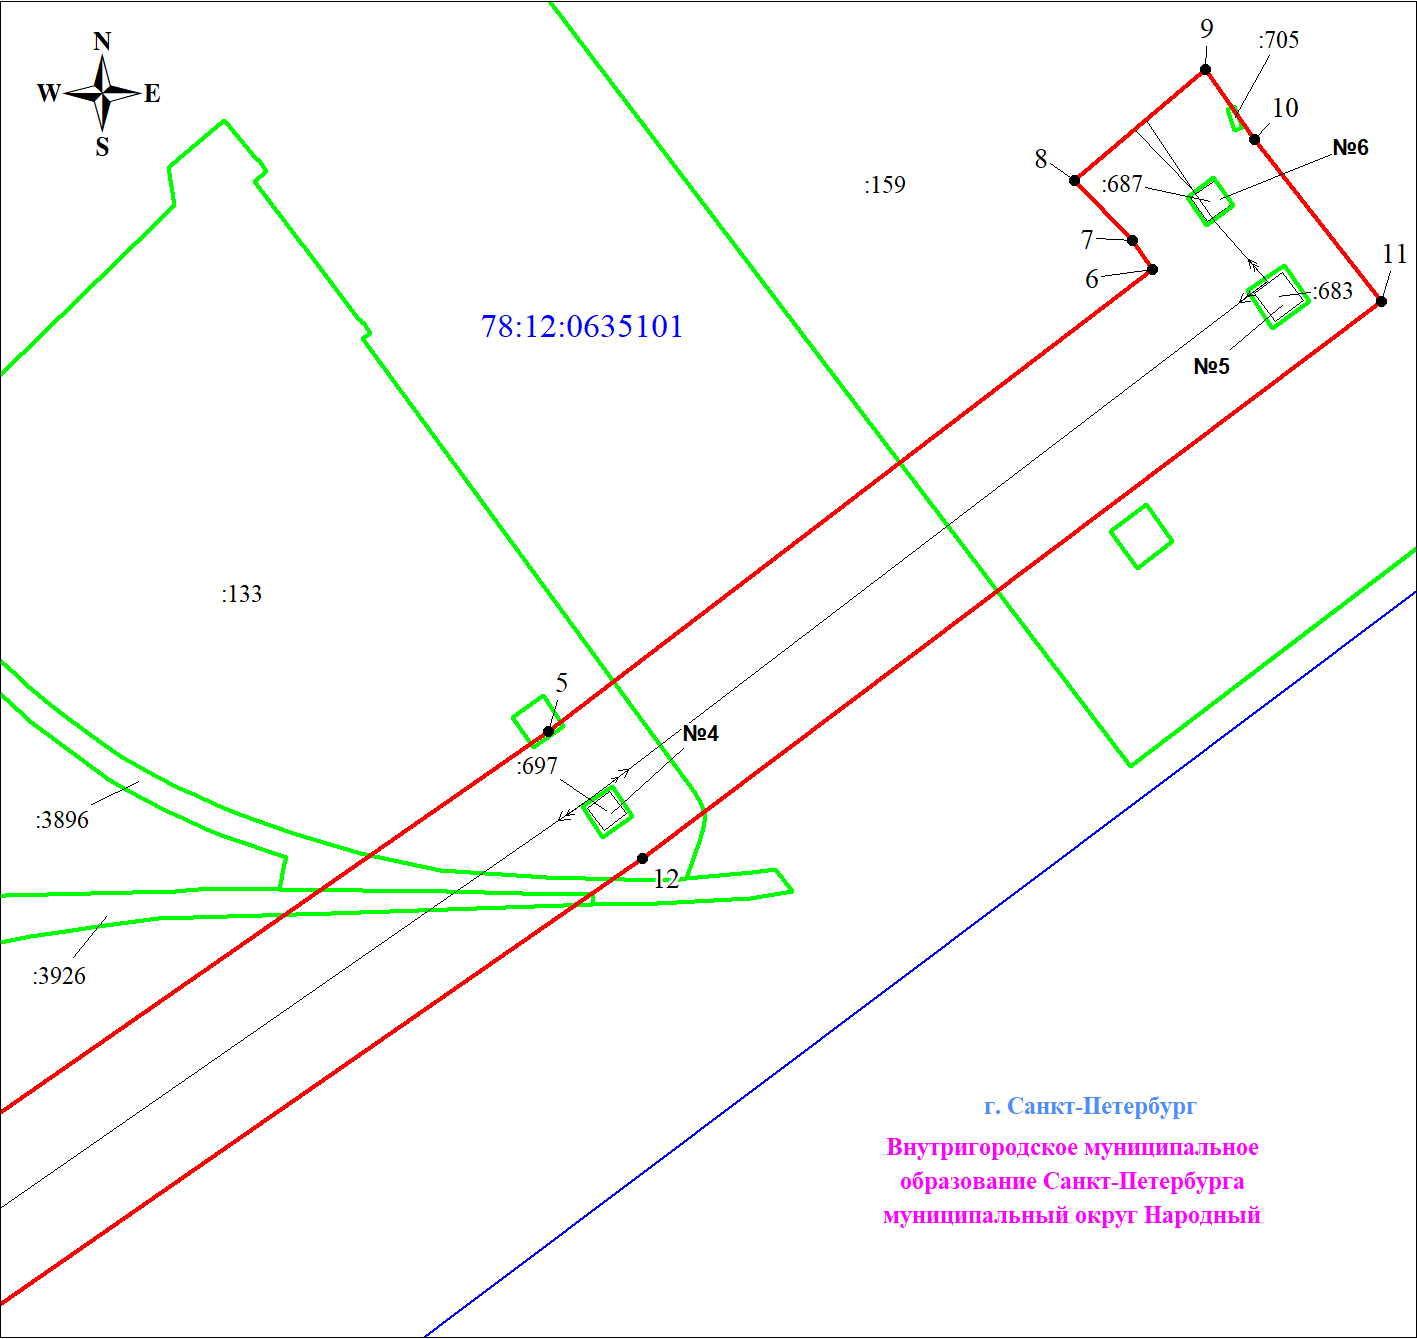 N
W E
S
9
:705
10
№6
8
:687
:159
7
6
11
:683
78:12:0635101
№5
:133
5
№4
:697
:3896
12
:3926
г. Санкт-Петербург
Внутригородское муниципальное
образование Санкт-Петербурга
муниципальный округ Народный